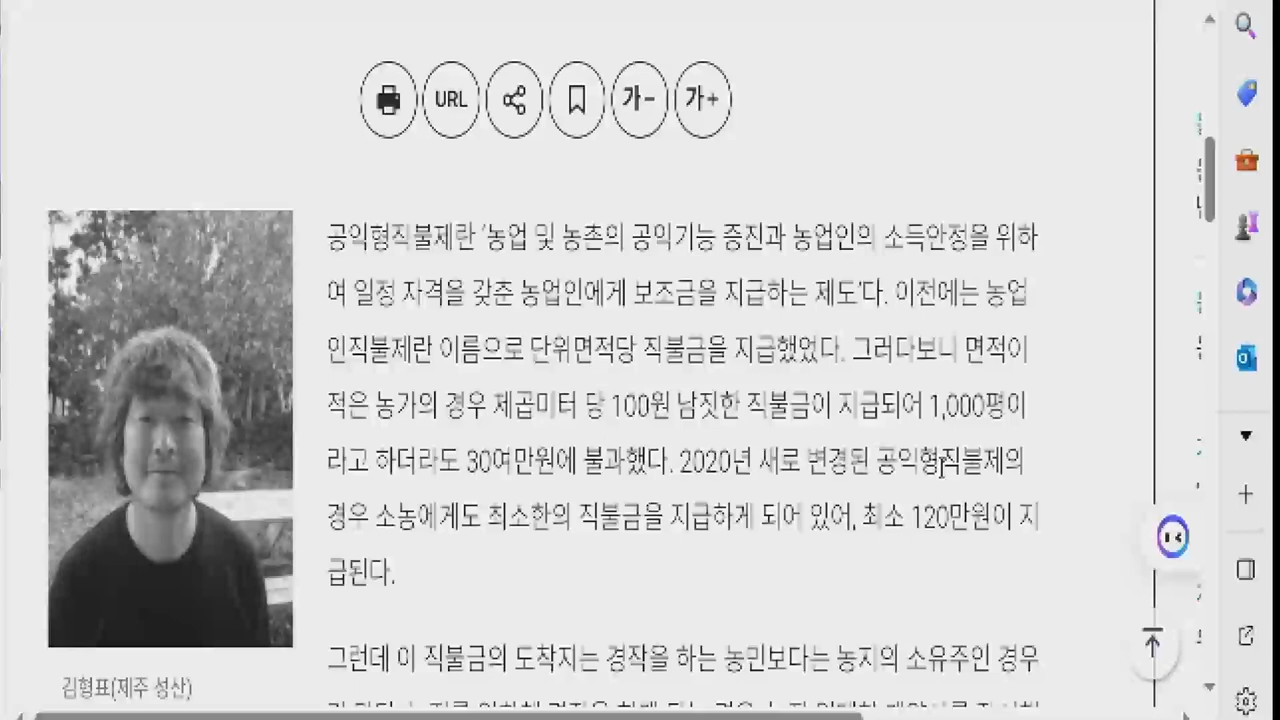 URL
가-
가+
공익형직불제란 '농업 및 농촌의 공익기능 증진과 농업인의 소득안정을 위하
여 일정 자격을 갖춘 농업인에게 보조금을 지급하는 제도'다. 이전에는 농업
인직불제란 이름으로 단위면적당 직불금을 지급했었다. 그러다보니 면적이
적은 농가의 경우 제곱미터 당 100원 남짓한 직불금이 지급되어 1,000평이
라고 하더라도 30여만원에 불과했다. 2020년 새로 변경된 공익형직불제의
경우 소농에게도 최소한의 직불금을 지급하게 되어 있어, 최소 120만원이 지
급된다.
그런데 이 직불금의 도착지는 경작을 하는 농민보다는 농지의 소유주인 경우
김형표(제주 성산)